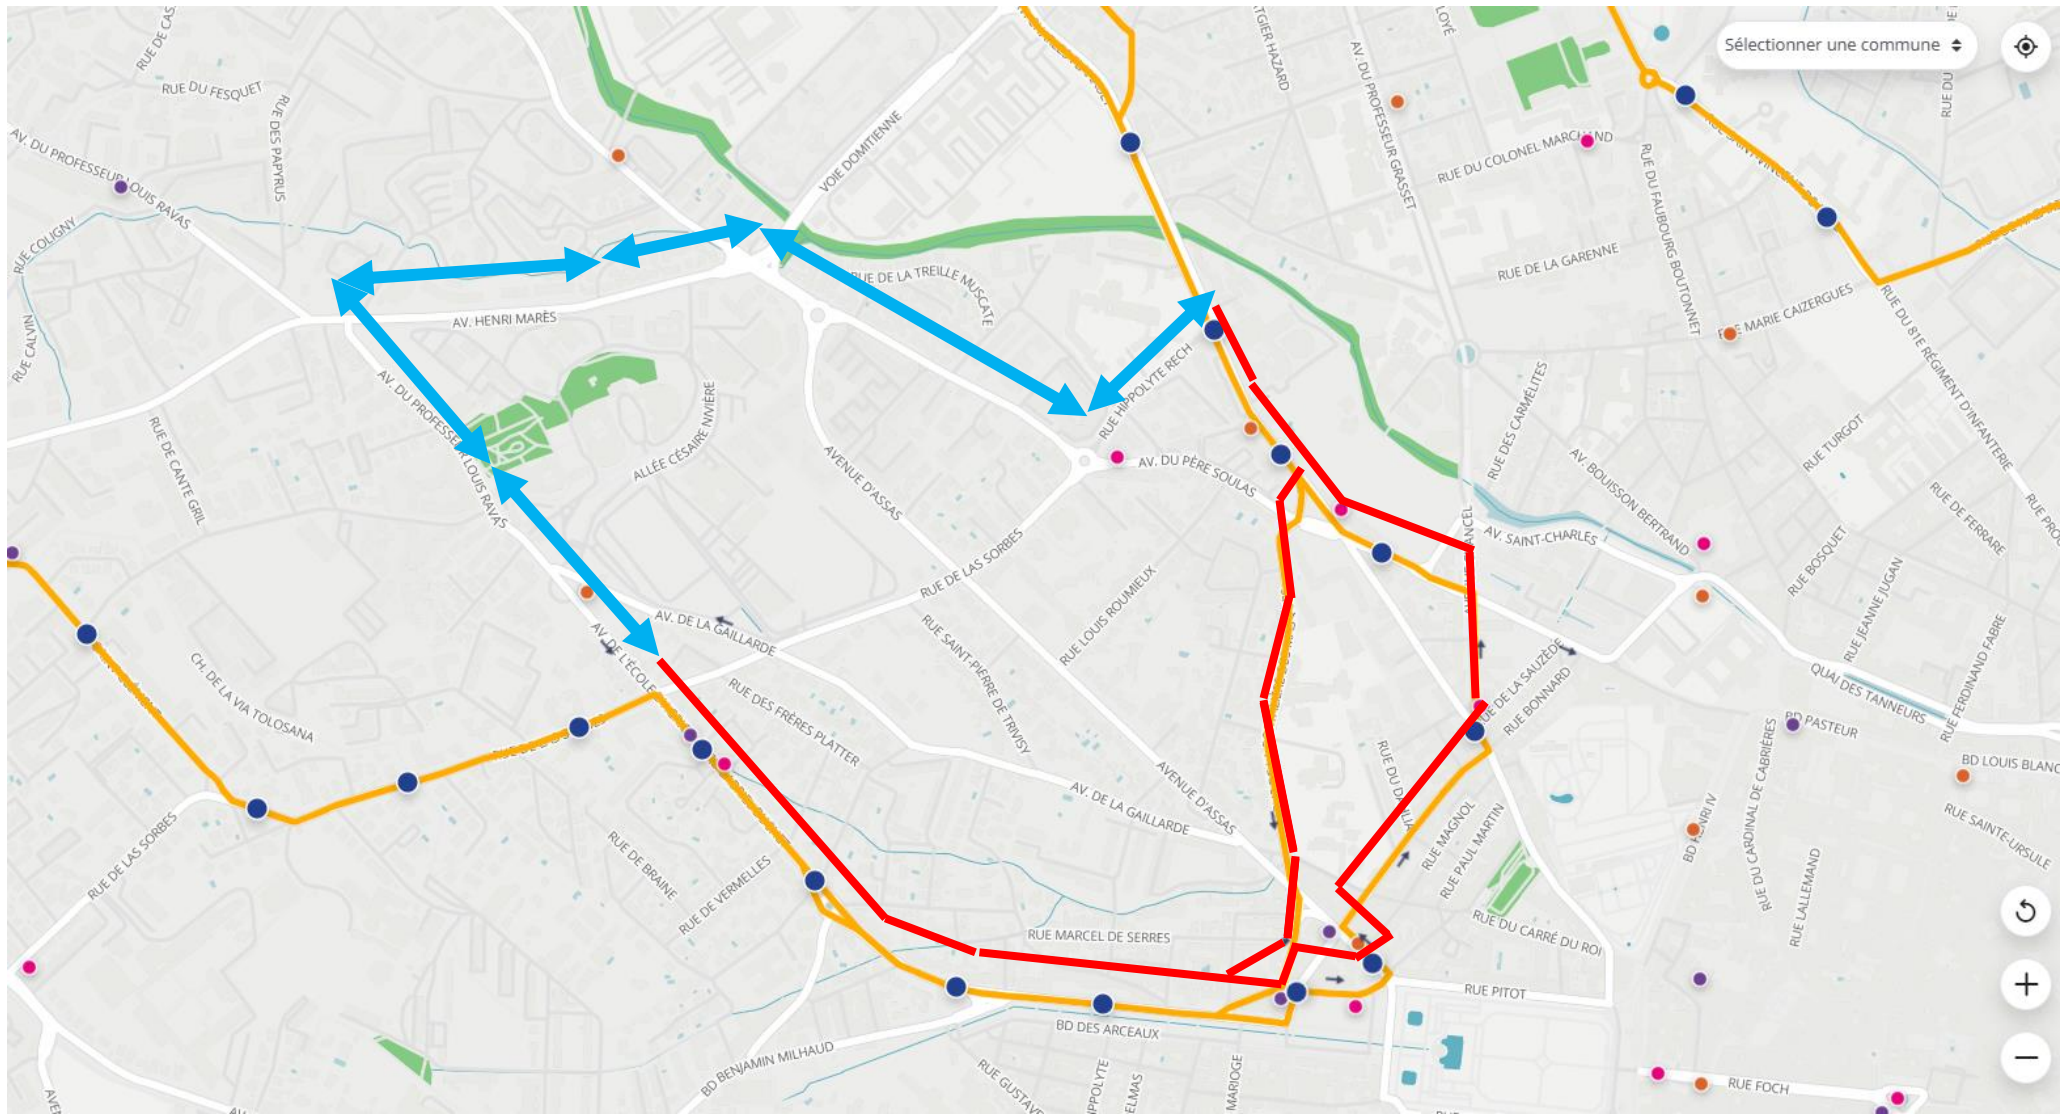 Sélectionner une commune
RUE DU FESQUET
RUE DES PAPYRUS
AV. DU PROFESSEUR LOUIS RAVAS
RUE COLIGNY
RUE CALVIN
VOIE DOMITIENNE
AV. DU PROFESSEUR GRASSET
RUE DU COLONEL MARCHAND
RUE DU FAUBOURG BOUTONNET
RUE DE LA GARENNE
RUE MARIE CAIZERGUES
RUE DU 81E RÉGIMENT D'INFANTERIE
RUE DE LA TREILLE MUSCATE
AV. HENRI MARÈS
AV. DU PROFESSEUR LOUIS RAVAS
RUE DE CANTE GRIL
ALLÉE CÉSAIRE NIVIÈRE
RUE HIPPOLYTE RECH
AVENUE D'ASSAS
AV. DU PÈRE SOULAS
RUE DES CARMÉLITES
RUE TURGOT
AV. BOUISSON BERTRAND
RUE DE FERRARE
AV. SAINT-CHARLES
RUE BOSQUET
RUE JEANNE JUGAN
RUE DE LAS SORBES
RUE LOUIS ROUMIEUX
RUE SAINT-PIERRE DE TRIVISY
AV. DE LA GAILLARDE
AV. DE L'ÉCOLE
RUE DES FRÈRES PLATTER
CH. DE LA VIA TOLOSANA
RUE BONNARD
QUAI DES TANNEURS
RUE FERDINAND FABRE
BD PASTEUR
BD LOUIS BLANC
RUE DU CARDINAL DE CABRIÈRES
BD HENRI IV
RUE SAINTE-URSULE
RUE LALLEMAND
AVENUE D'ASSAS
AV. DE LA GAILLARDE
RUE MAGNOL
RUE PAUL MARTIN
RUE DE LAS SORBES
RUE DE BRAINE
RUE DE VERMELLES
RUE MARCEL DE SERRES
RUE DU CARRÉ DU ROI
RUE PITOT
BD DES ARCEAUX
BD BENJAMIN MILHAUD
RUE FOCH